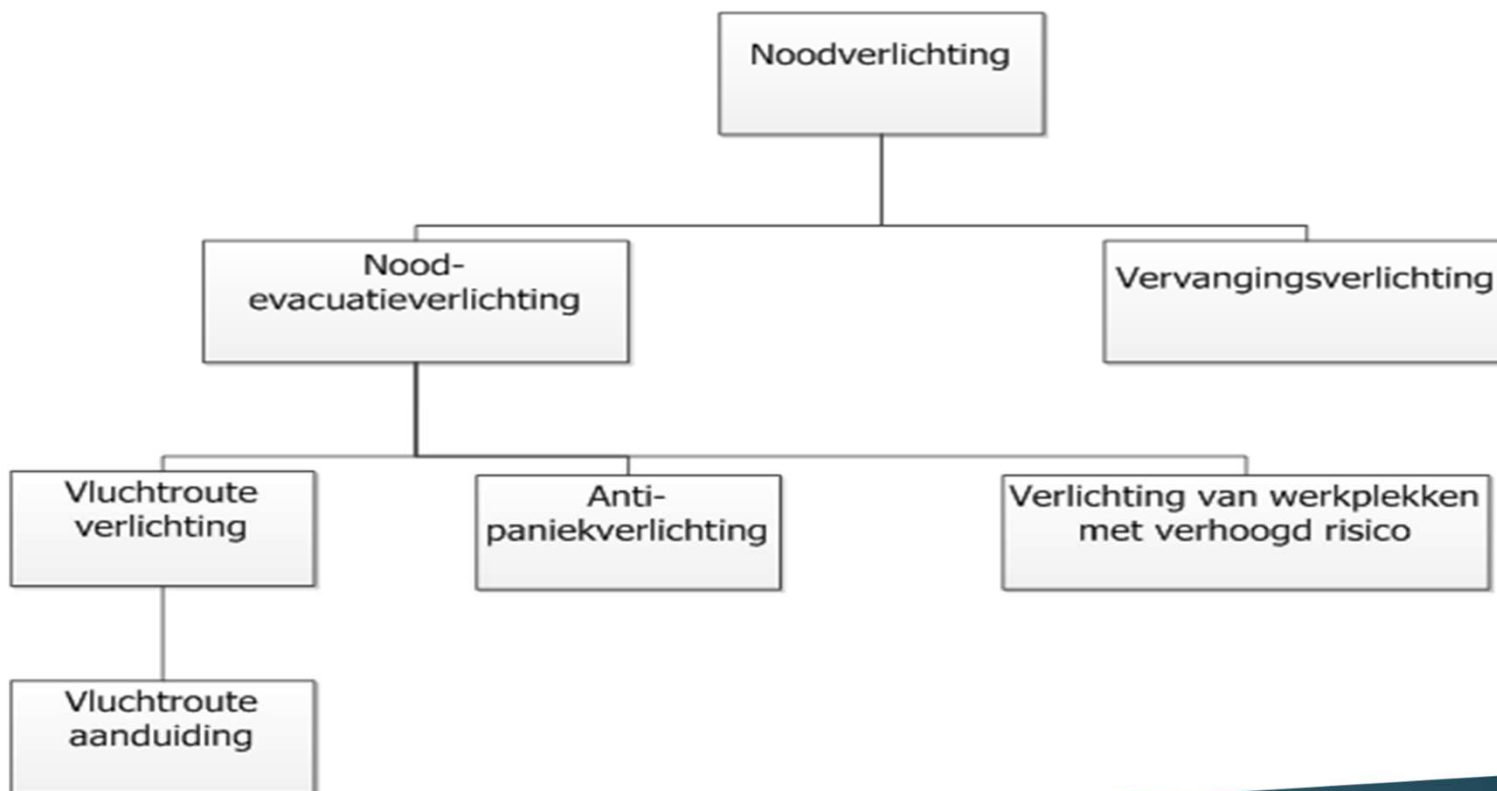 Noodverlichting
Nood-
evacuatieverlichting
Vervangingsverlichting
Vluchtroute
verlichting
Anti-
paniekverlichting
Verlichting van werkplekken
met verhoogd risico
Vluchtroute
aanduiding